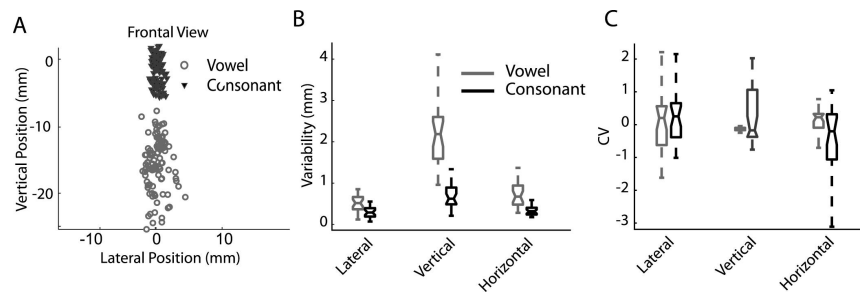 A
Frontal View
Vowel
Consonant
0
-10
-20
-10
0
10
Vertical Position (mm)
Lateral Position (mm)
B
Vowel
Consonant
4
3
2
1
0
Variability (mm)
Lateral
Vertical
Horizontal
C
2
1
0
-1
-2
-3
CV
Lateral
Vertical
Horizontal